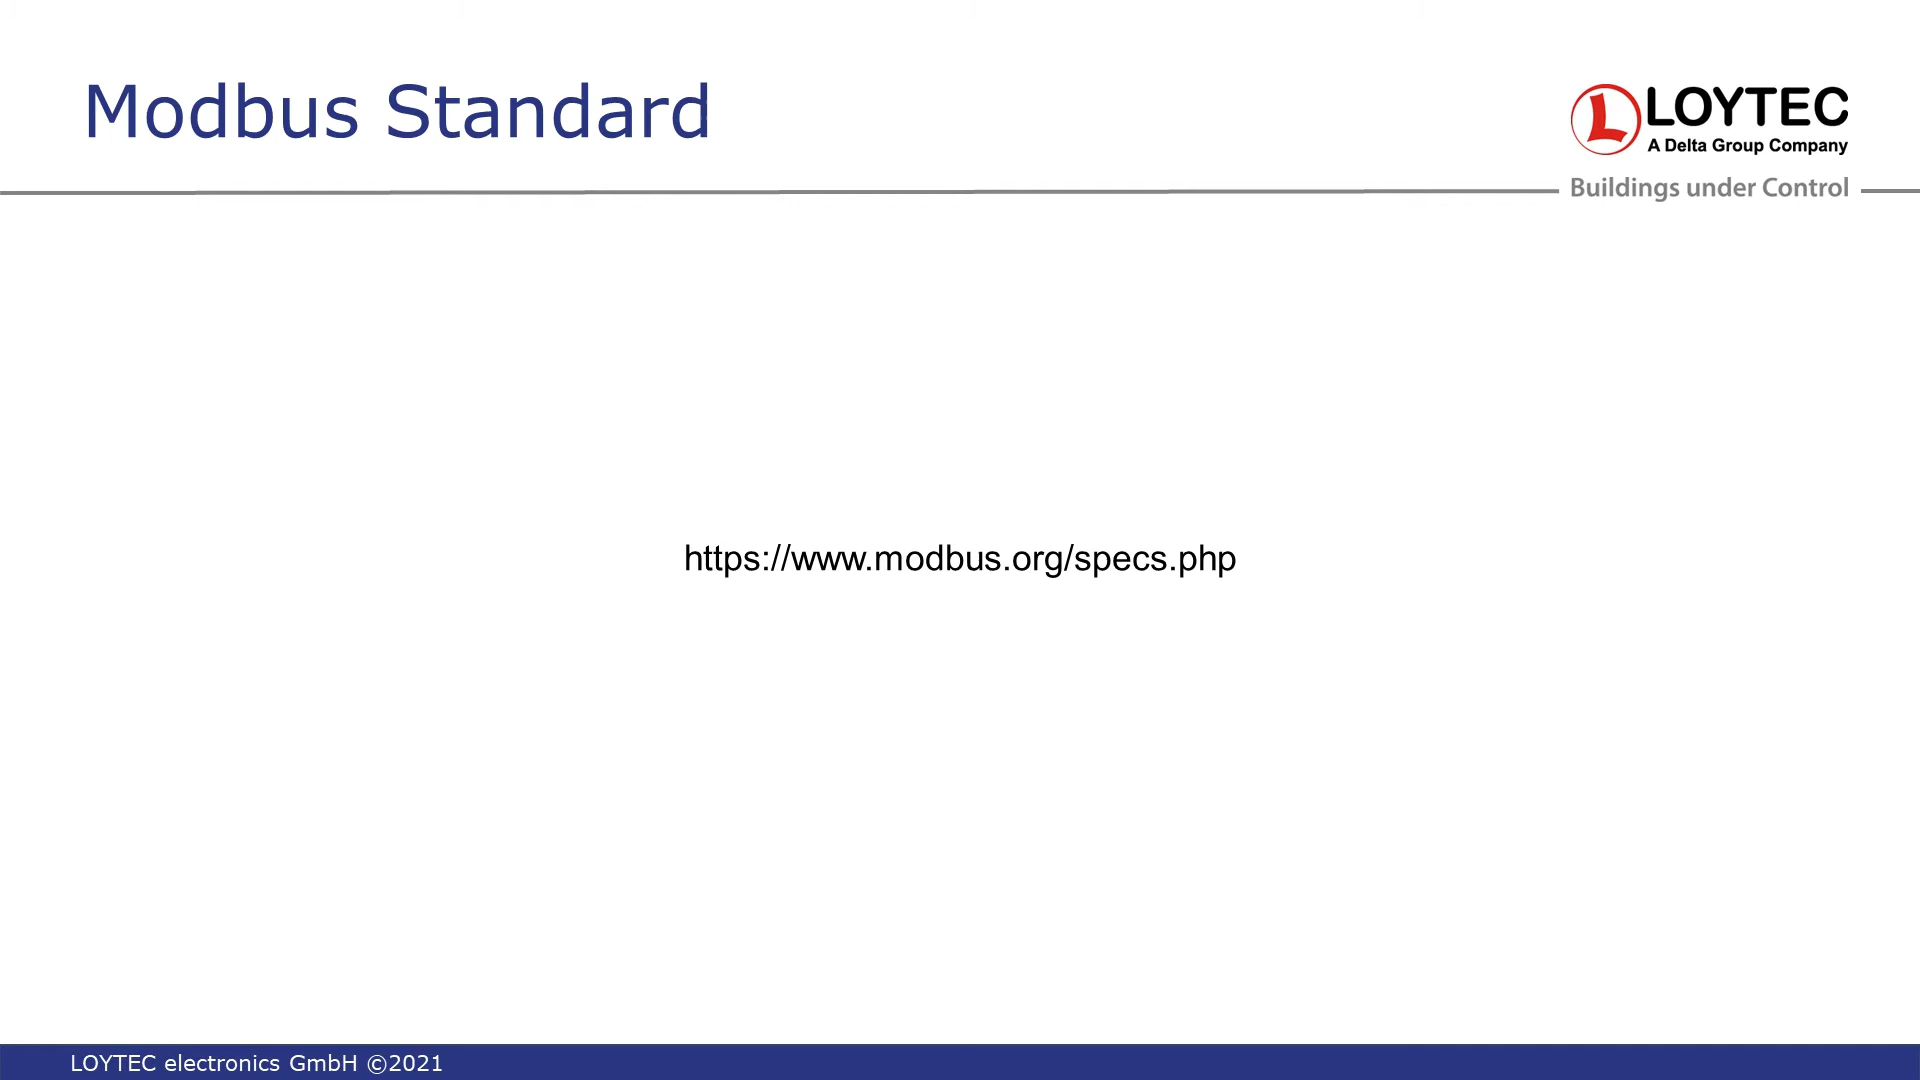 Modbus Standard
LOYTEC
A Delta Group Company
Buildings under Control
https://www.modbus.org/specs.php
LOYTEC electronics GmbH ©2021